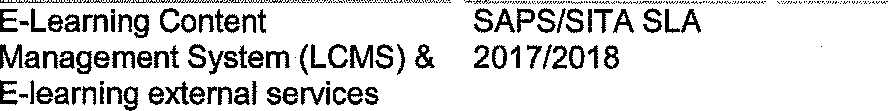 E-Learning Content
Management System (LCMS) &
E-learning external services
SAPS/SITA SLA
2017/2018